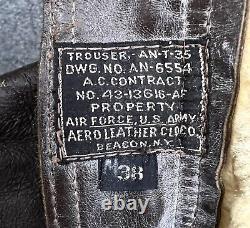 TROUSER,-AN-T-35
DWG. NO. AN-6554
A.C. CONTRACT
NO. 43-13616-AF
PROPERTY
AIR FORCE, U.S. ARMY
AERO LEATHER CLO. CO.
BEACON, N.Y.
38